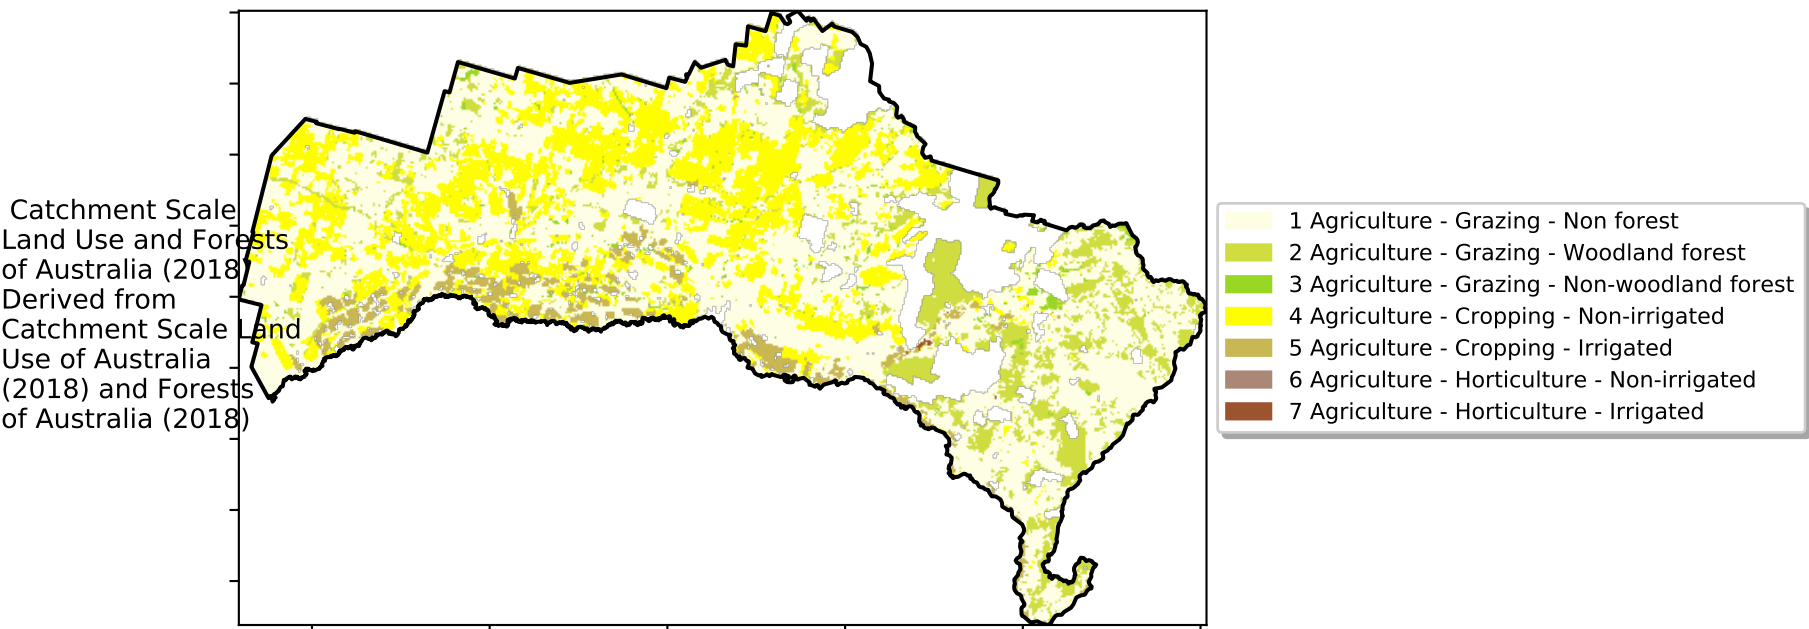 Catchment Scale
Land Use and Forests
of Australia (2018)
Derived from
Catchment Scale Land
Use of Australia
(2018) and Forests
of Australia (2018)
1 Agriculture - Grazing - Non forest
2 Agriculture - Grazing - Woodland forest
3 Agriculture - Grazing - Non-woodland forest
4 Agriculture - Cropping - Non-irrigated
5 Agriculture - Cropping - Irrigated
6 Agriculture - Horticulture - Non-irrigated
7 Agriculture - Horticulture - Irrigated